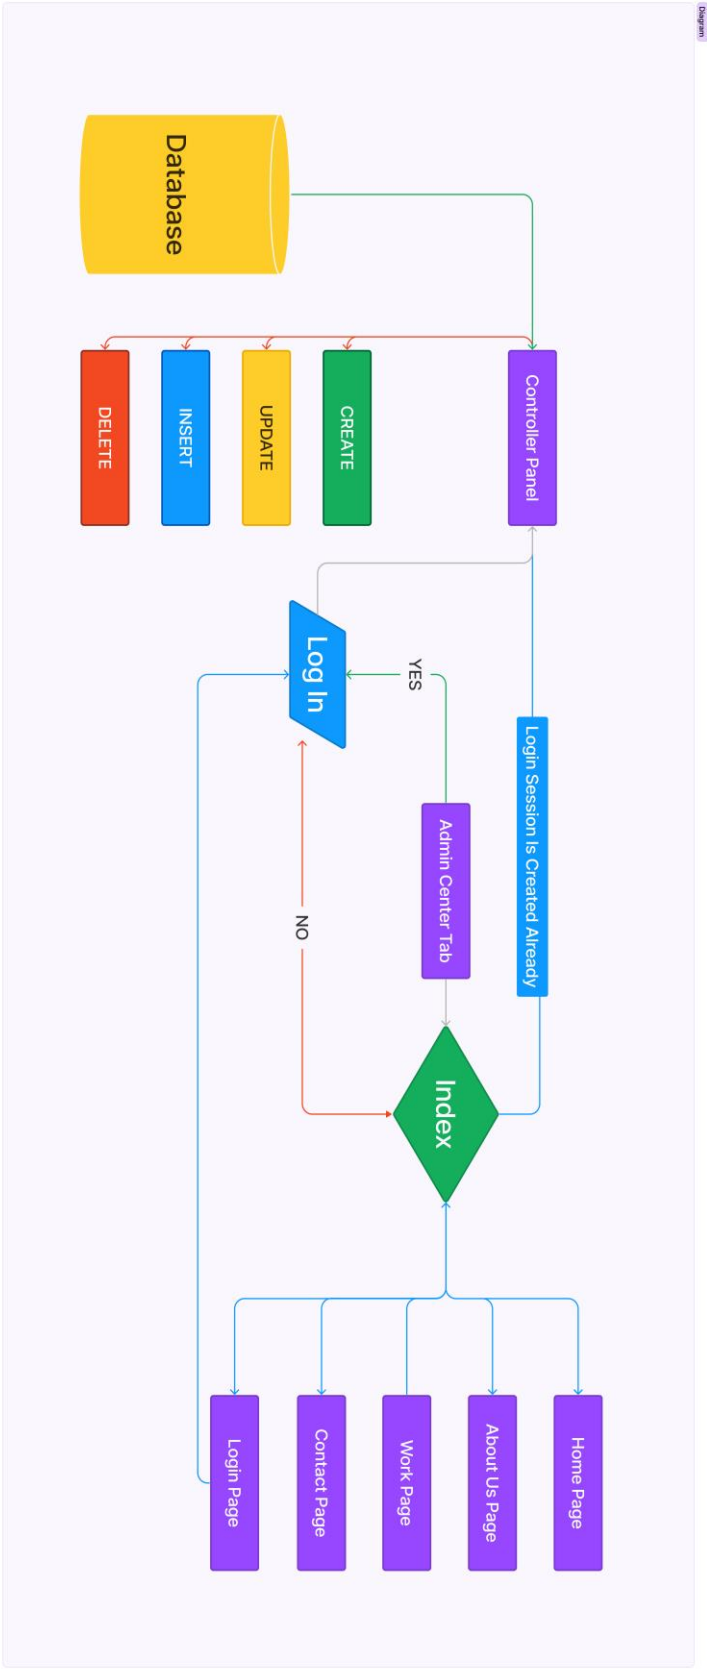 Diagram
Database
Controller Panel
CREATE
UPDATE
INSERT
DELETE
Log In
YES
NO
Admin Center Tab
Login Session Is Created Already
Index
Home Page
About Us Page
Work Page
Contact Page
Login Page